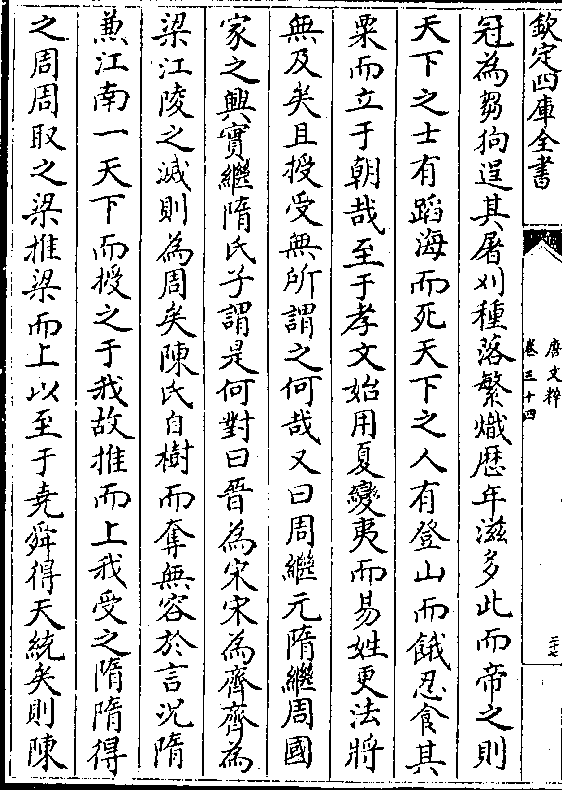 欽定四庫全書
唐文粹
卷三十四
二十七
冠為芻狗逞其屠刈種落繁熾厯年滋多此而帝之則
天下之士有蹈海而死天下之人有登山而餓忍食其
粟而立于朝哉至于孝文始用夏變夷而易姓更法將
無及矣且授受無所謂之何哉又曰周繼元隋繼周國
家之興實繼隋氏子謂是何對曰晉為宋宋為齊齊為
梁江陵之滅則為周矣陳氏自樹而奪無容於言況隋
兼江南一天下而授之于我故推而上我受之隋隋得
之周周取之梁推梁而上以至于堯舜得天統矣則陳